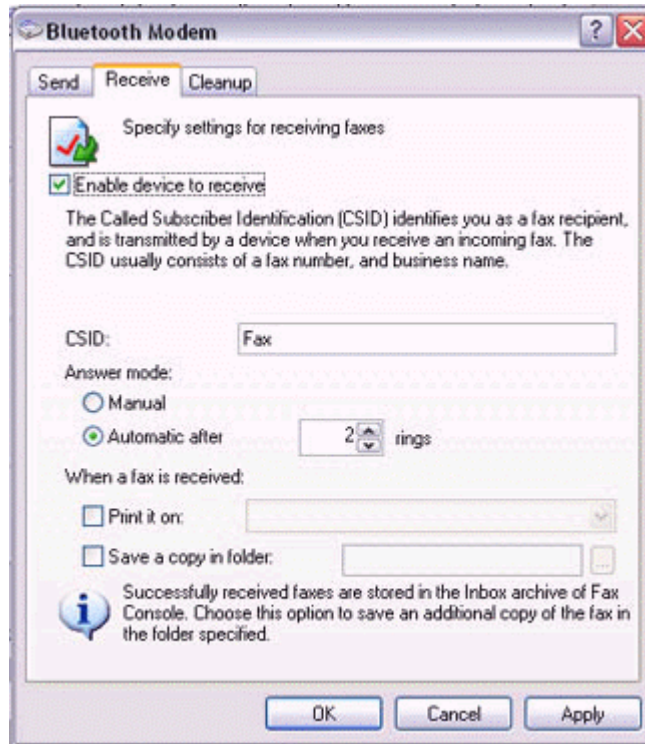 Bluetooth Modem
Send Receive Cleanup
Specify settings for receiving faxes
Enable device to receive
The Called Subscriber Identification (CSID) identifies you as a fax recipient,
and is transmitted by a device when you receive an incoming fax. The
CSID usually consists of a fax number, and business name.
CSID: Fax
Answer mode:
Manual
Automatic after 2 rings
When a fax is received:
Print it on:
Save a copy in folder: ...
Successfully received faxes are stored in the Inbox archive of Fax
Console. Choose this option to save an additional copy of the fax in
the folder specified.
OK Cancel Apply